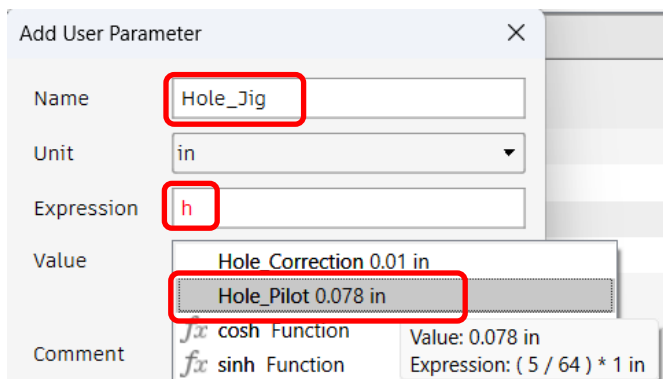 Add User Parameter
Name
Hole_Jig
Unit
in
Expression
h
Value
Hole_Correction 0.01 in
Hole_Pilot 0.078 in
fx cosh Function
Value: 0.078 in
Comment
fx sinh Function
Expression: ( 5 / 64 ) * 1 in